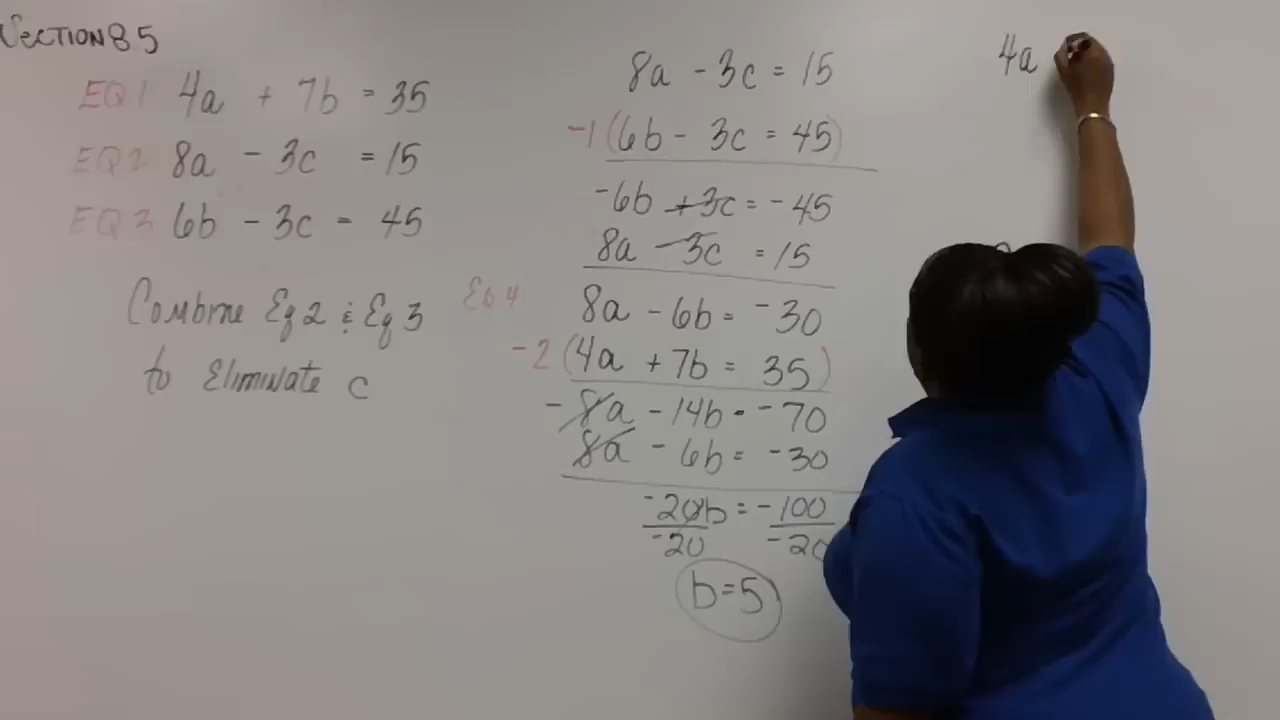 SECTION 8 5
EQ 1 4a + 7b = 35
EQ 2 8a - 3c = 15
EQ 3 6b - 3c = 45
Combine Eq 2 & Eq 3
to Eliminate c
8a - 3c = 15
-1(6b - 3c = 45)
-6b + 3c = -45
8a - 3c = 15
EQ 4 8a - 6b = -30
-2(4a + 7b = 35)
-8a - 14b = -70
8a - 6b = -30
-20b = -100
-20 -20
b = 5
4a